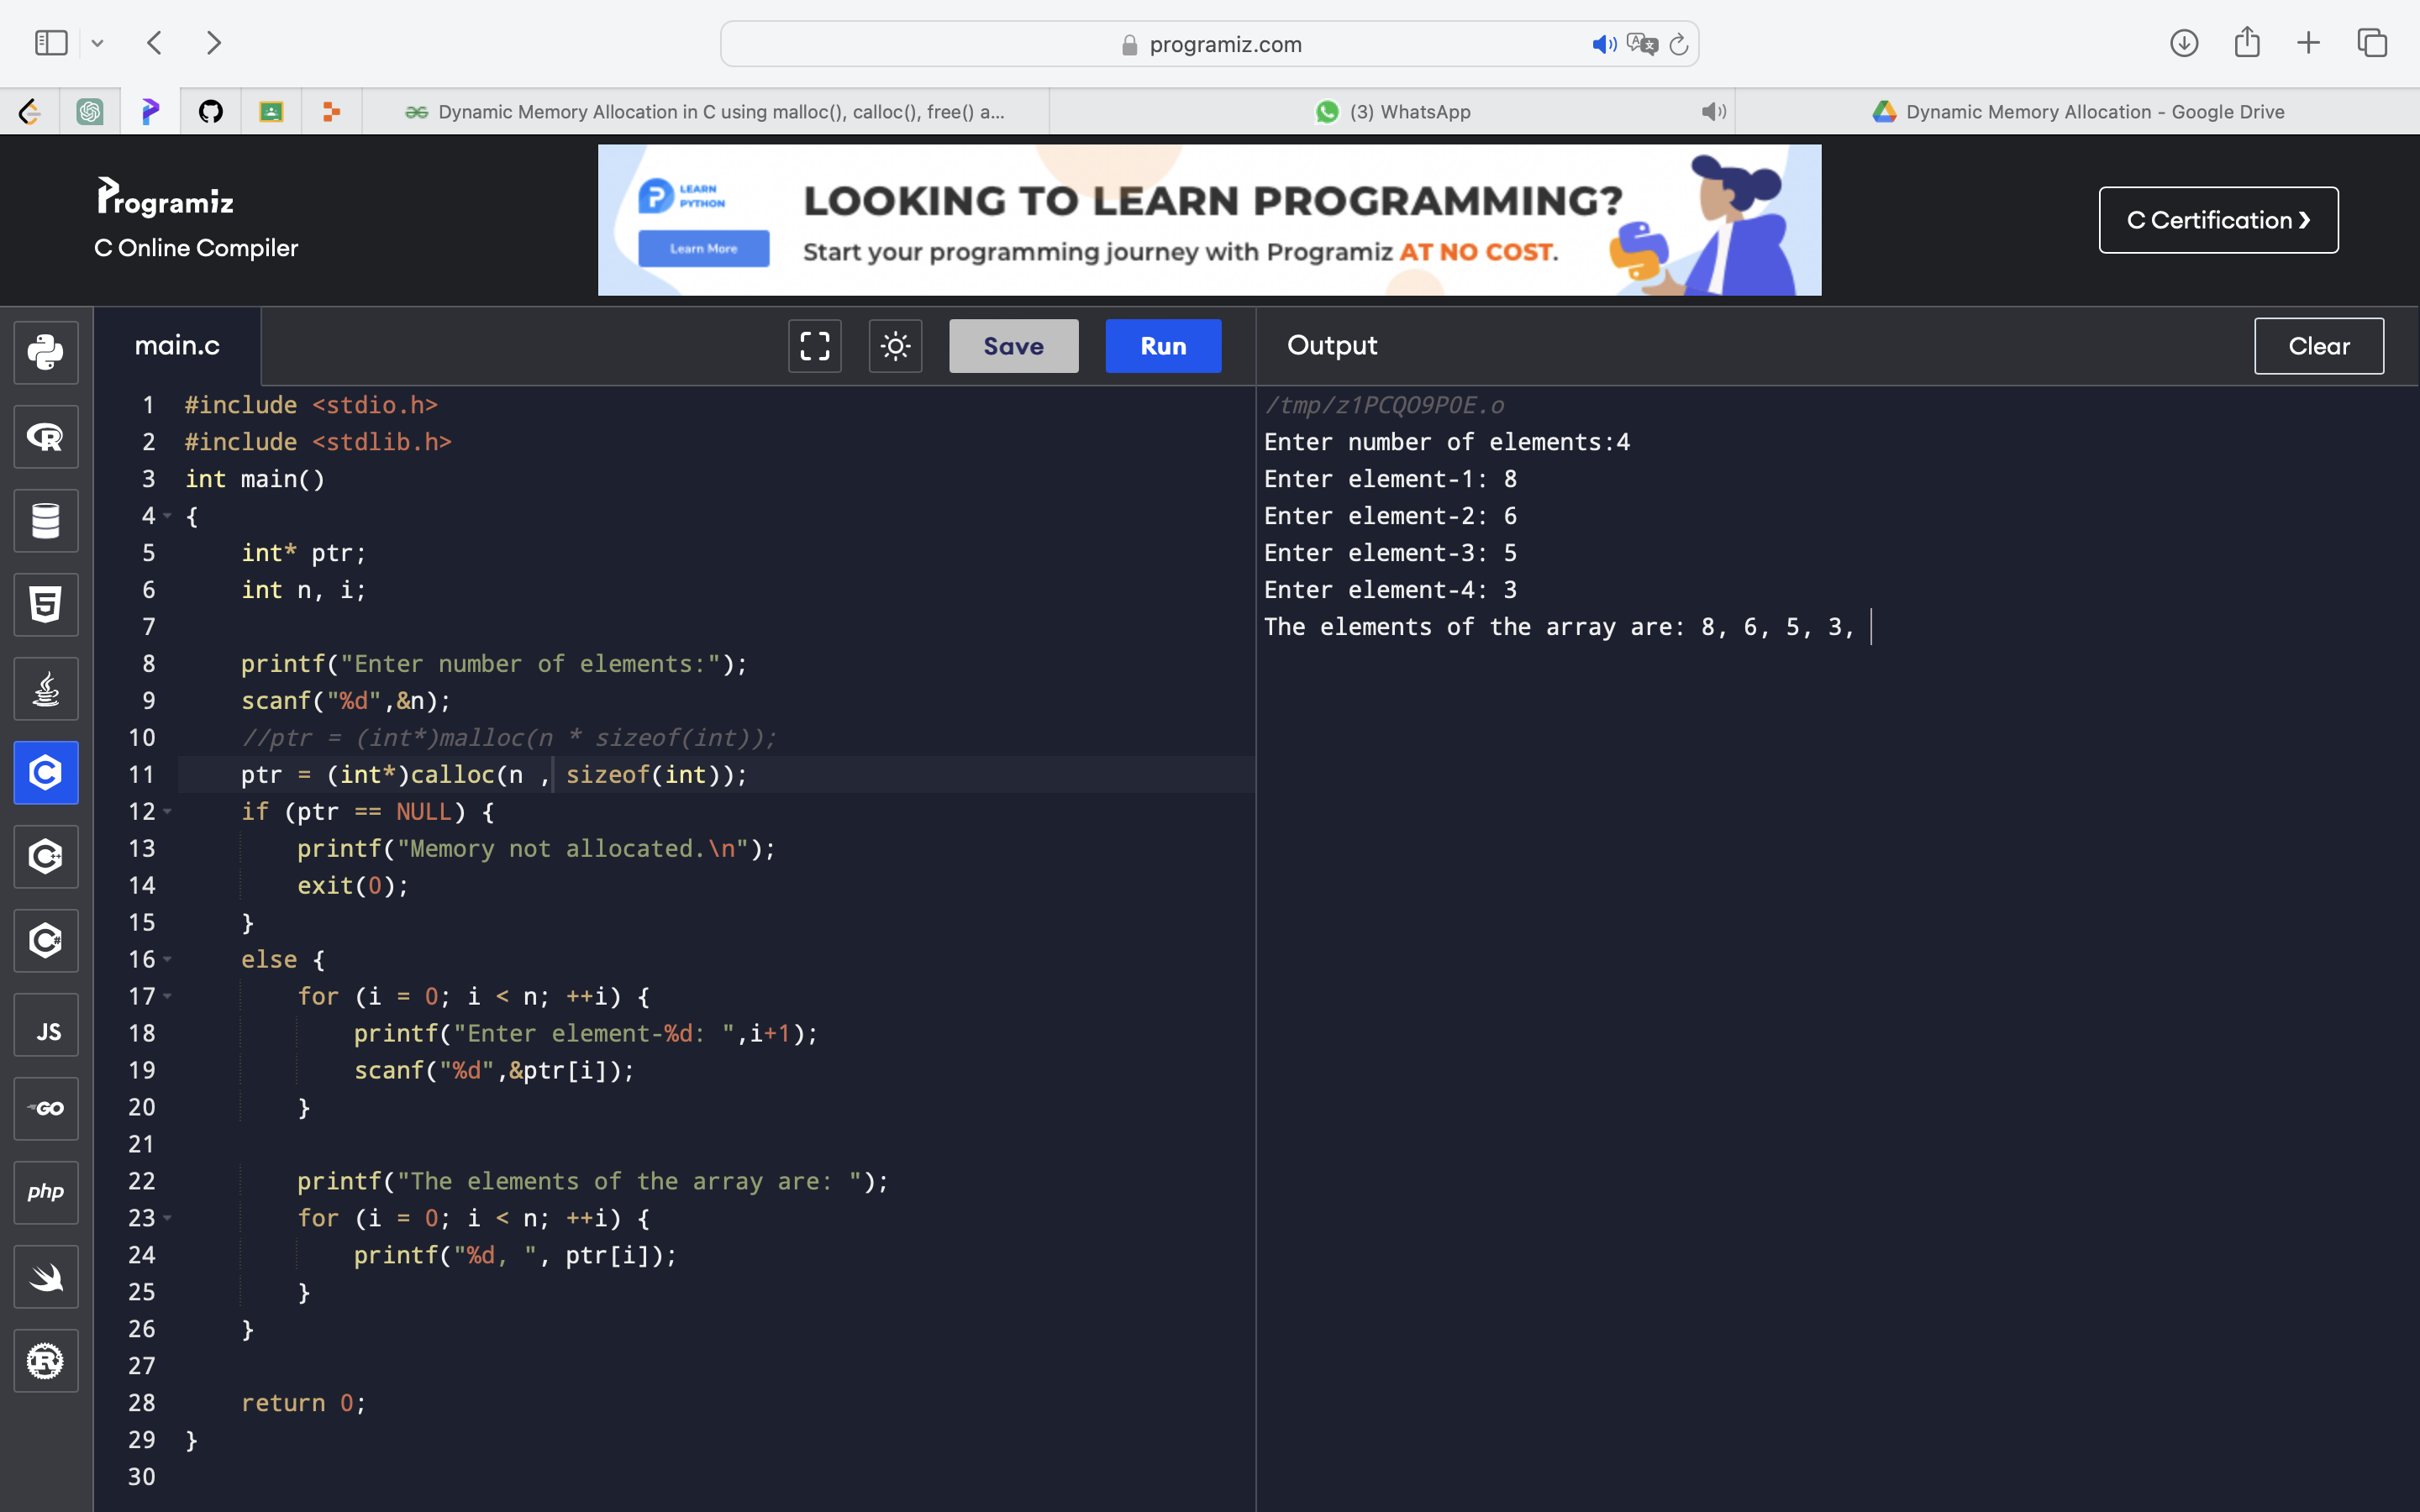 programiz.com
Dynamic Memory Allocation in C using malloc(), calloc(), free() a...
(3) WhatsApp
Dynamic Memory Allocation - Google Drive
Programiz
C Online Compiler
LEARN
PYTHON
Learn More
LOOKING TO LEARN PROGRAMMING?
Start your programming journey with Programiz AT NO COST.
C Certification ❯
main.c
Save
Run
Output
Clear
1 #include <stdio.h>
2 #include <stdlib.h>
3 int main()
4 {
5     int* ptr;
6     int n, i;
7
8     printf("Enter number of elements:");
9     scanf("%d",&n);
10     //ptr = (int*)malloc(n * sizeof(int));
11     ptr = (int*)calloc(n , sizeof(int));
12     if (ptr == NULL) {
13         printf("Memory not allocated.\n");
14         exit(0);
15     }
16     else {
17         for (i = 0; i < n; ++i) {
18             printf("Enter element-%d: ",i+1);
19             scanf("%d",&ptr[i]);
20         }
21
22         printf("The elements of the array are: ");
23         for (i = 0; i < n; ++i) {
24             printf("%d, ", ptr[i]);
25         }
26     }
27
28     return 0;
29 }
30
/tmp/z1PCQO9P0E.o
Enter number of elements:4
Enter element-1: 8
Enter element-2: 6
Enter element-3: 5
Enter element-4: 3
The elements of the array are: 8, 6, 5, 3,
R
5
C
C++
C#
JS
GO
php
R